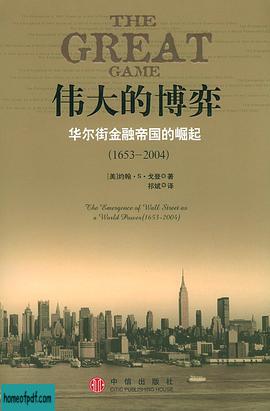 THE
GREAT
GAME
伟大的博弈
华尔街金融帝国的崛起
(1653-2004)
[美]约翰·S·戈登 著
祁斌 译
The Emergence of Wall Street as
a World Power(1653-2004)
中信出版社
CITIC PUBLISHING HOUSE
homeofpdf.com